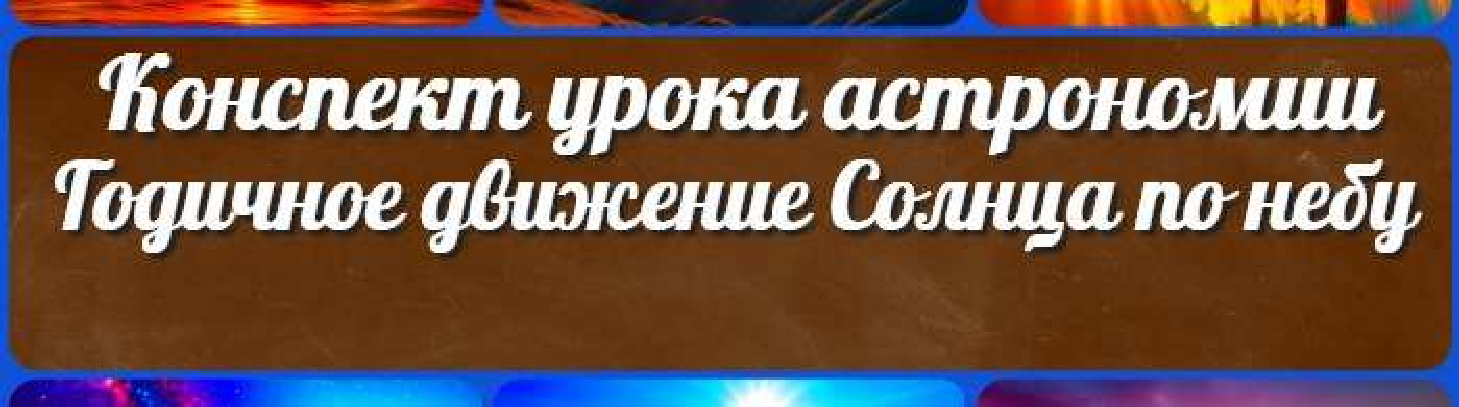 Конспект урока астрономии
Годичное движение Солнца по небу